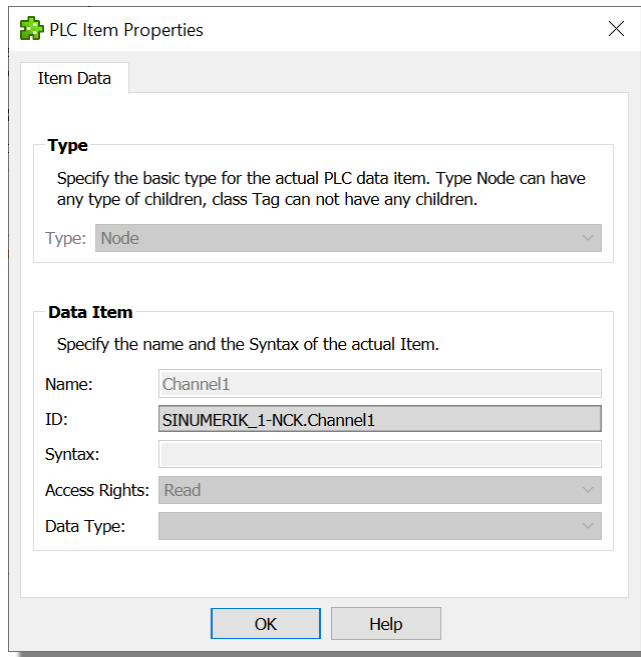 PLC Item Properties
Item Data
Type
Specify the basic type for the actual PLC data item. Type Node can have
any type of children, class Tag can not have any children.
Type: Node
Data Item
Specify the name and the Syntax of the actual Item.
Name: Channel1
ID: SINUMERIK_1-NCK.Channel1
Syntax:
Access Rights: Read
Data Type:
OK Help